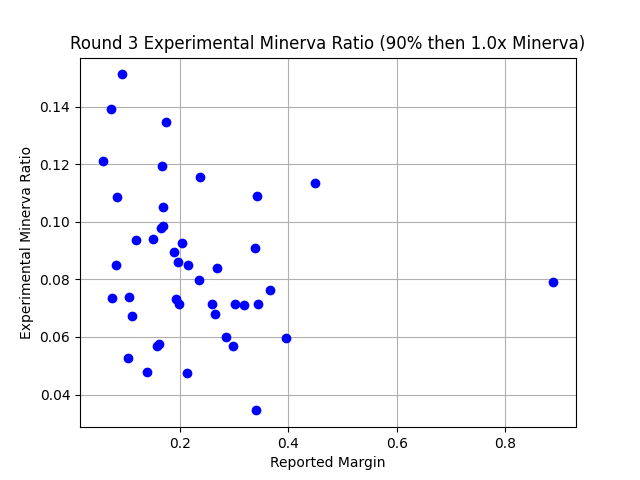 Round 3 Experimental Minerva Ratio (90% then 1.0x Minerva)
Experimental Minerva Ratio
0.14
0.12
0.10
0.08
0.06
0.04
0.2 0.4 0.6 0.8
Reported Margin